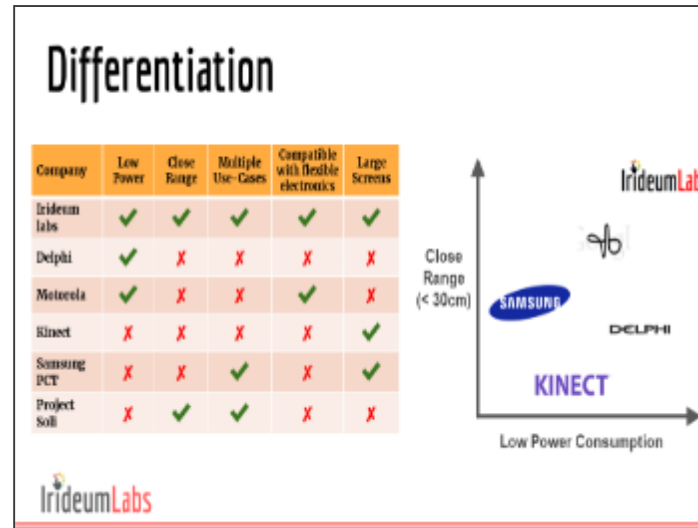 Differentiation
Company Low Power Close Range Multiple Use-Cases Compatible with flexible electronics Large Screens
Irideum labs ✓ ✓ ✓ ✓ ✓
Delphi ✓ ✗ ✗ ✗ ✗
Motorola ✓ ✗ ✗ ✓ ✗
Kinect ✗ ✗ ✗ ✗ ✓
Samsung PCT ✗ ✗ ✓ ✗ ✓
Project Soli ✗ ✓ ✓ ✗ ✗
IrideumLab
Close
Range
(< 30cm)
SAMSUNG
DELPHI
KINECT
Low Power Consumption
IrideumLabs